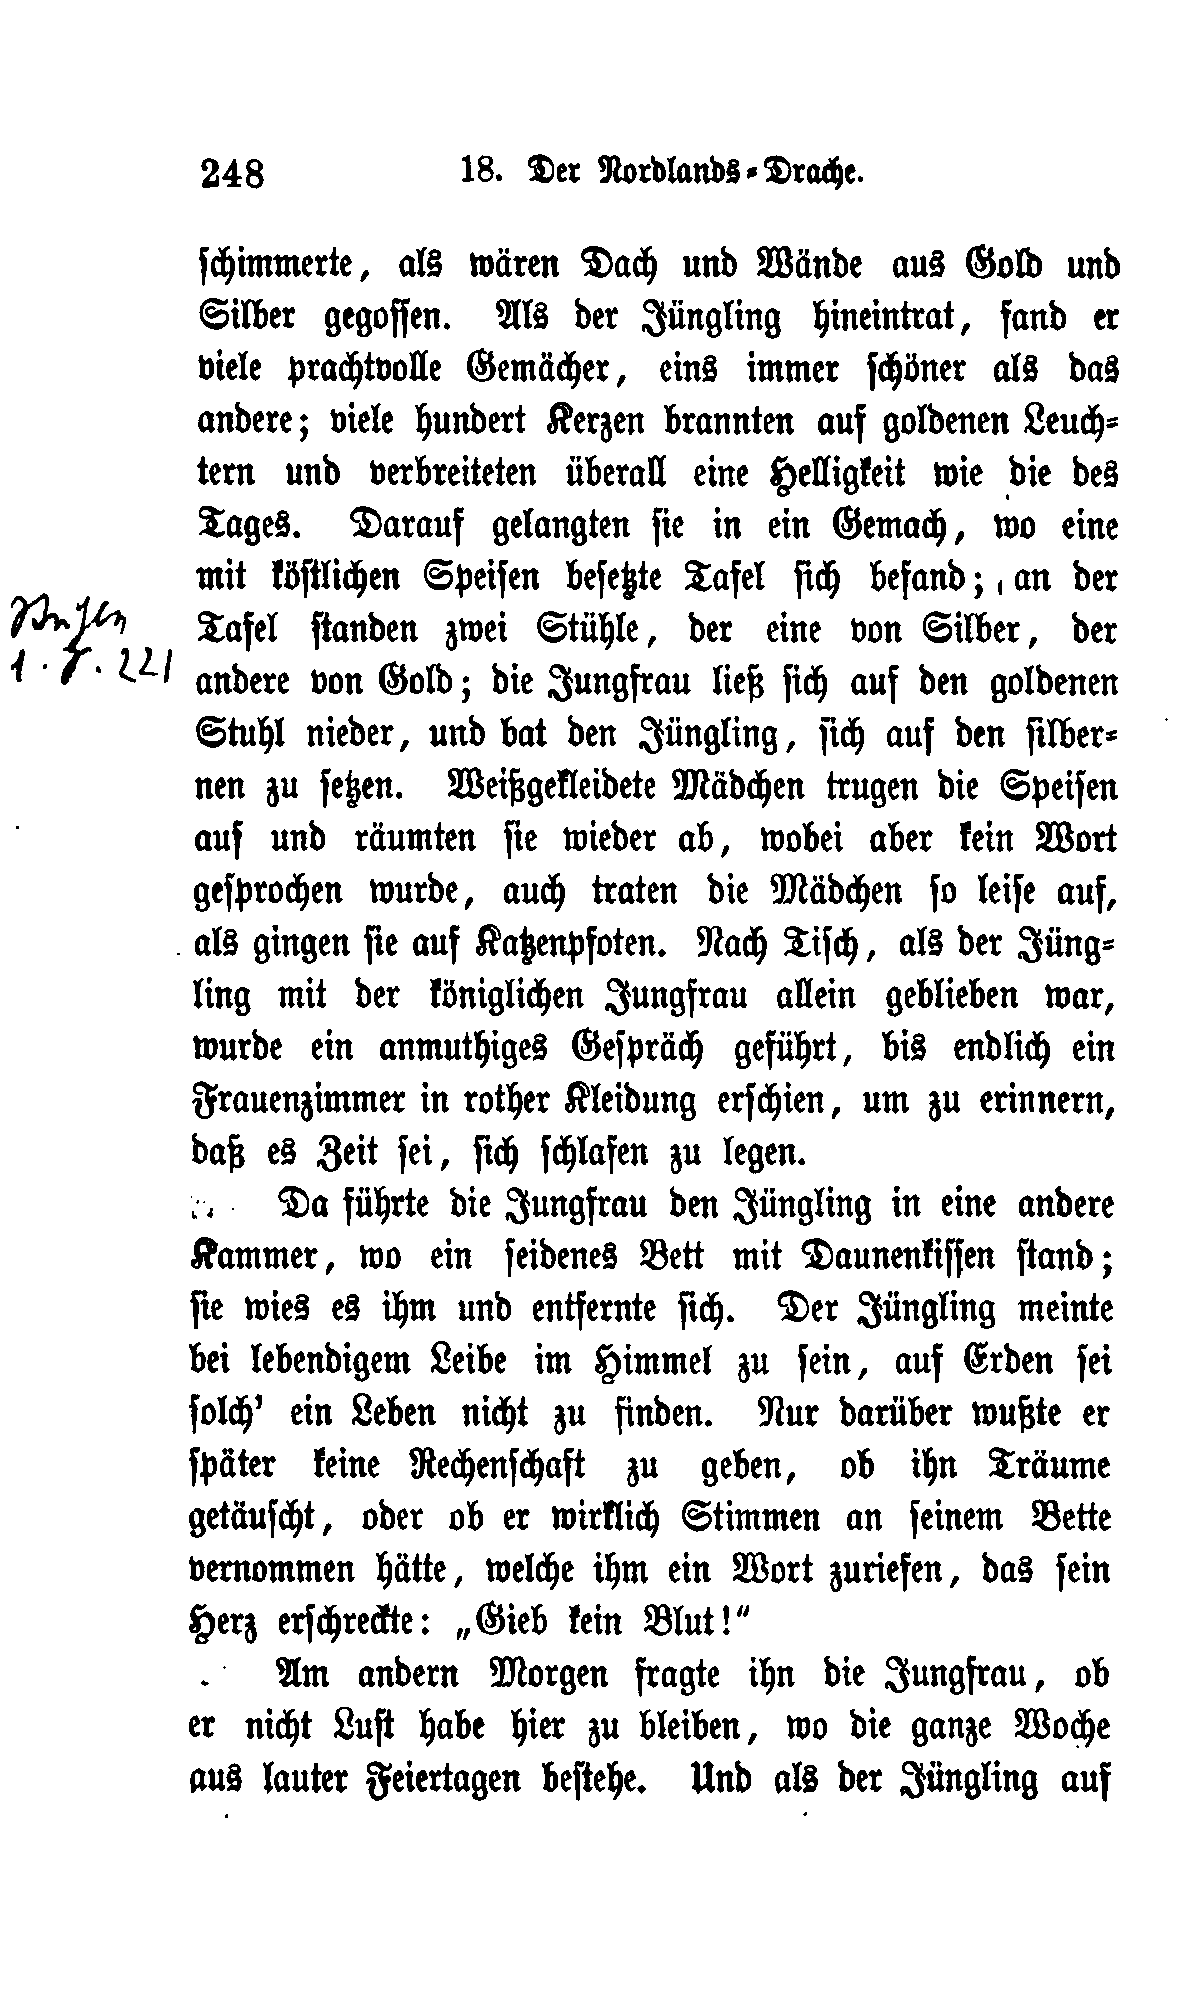 248 18. Der Nordlands-Drache.
schimmerte, als wären Dach und Wände aus Gold und
Silber gegossen. Als der Jüngling hineintrat, fand er
viele prachtvolle Gemächer, eins immer schöner als das
andere; viele hundert Kerzen brannten auf goldenen Leuch-
tern und verbreiteten überall eine Helligkeit wie die des
Tages. Darauf gelangten sie in ein Gemach, wo eine
mit köstlichen Speisen besetzte Tafel sich befand; an der
Tafel standen zwei Stühle, der eine von Silber, der
1. 221
andere von Gold; die Jungfrau ließ sich auf den goldenen
Stuhl nieder, und bat den Jüngling, sich auf den silber-
nen zu setzen. Weißgekleidete Mädchen trugen die Speisen
auf und räumten sie wieder ab, wobei aber kein Wort
gesprochen wurde, auch traten die Mädchen so leise auf,
als gingen sie auf Katzenpfoten. Nach Tisch, als der Jüng-
ling mit der königlichen Jungfrau allein geblieben war,
wurde ein anmuthiges Gespräch geführt, bis endlich ein
Frauenzimmer in rother Kleidung erschien, um zu erinnern,
daß es Zeit sei, sich schlafen zu legen.
Da führte die Jungfrau den Jüngling in eine andere
Kammer, wo ein seidenes Bett mit Daunenkissen stand;
sie wies es ihm und entfernte sich. Der Jüngling meinte
bei lebendigem Leibe im Himmel zu sein, auf Erden sei
solch' ein Leben nicht zu finden. Nur darüber wußte er
später keine Rechenschaft zu geben, ob ihn Träume
getäuscht, oder ob er wirklich Stimmen an seinem Bette
vernommen hätte, welche ihm ein Wort zuriefen, das sein
Herz erschreckte: „Gieb kein Blut!“
Am andern Morgen fragte ihn die Jungfrau, ob
er nicht Lust habe hier zu bleiben, wo die ganze Woche
aus lauter Feiertagen bestehe. Und als der Jüngling auf